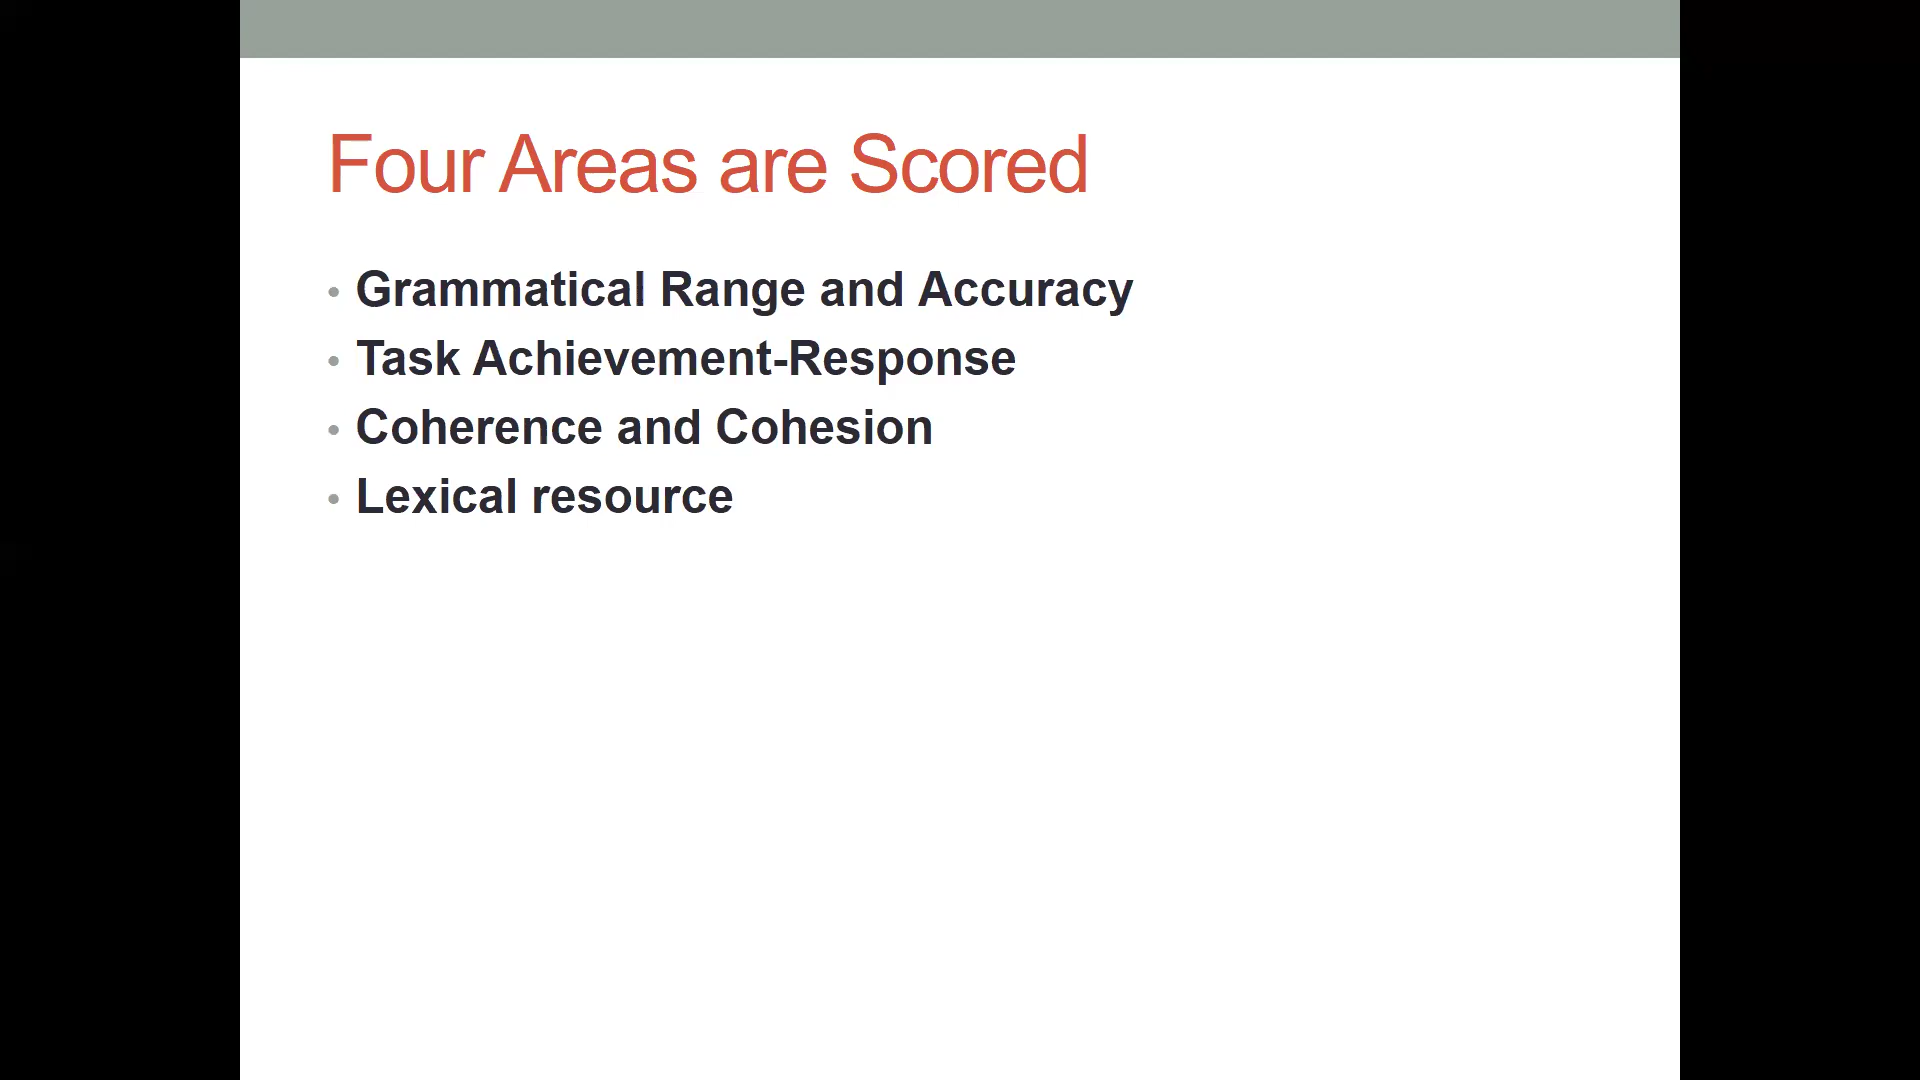 Four Areas are Scored
• Grammatical Range and Accuracy
• Task Achievement-Response
• Coherence and Cohesion
• Lexical resource